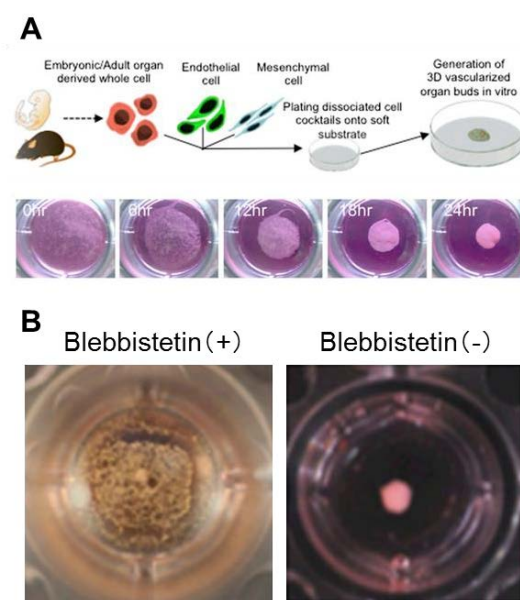 A
Embryonic/Adult organ
derived whole cell
Endothelial
cell
Mesenchymal
cell
Plating dissociated cell
cocktails onto soft
substrate
Generation of
3D vascularized
organ buds in vitro
0hr
6hr
12hr
18hr
24hr
B
Blebbistetin（+）
Blebbistetin（-）